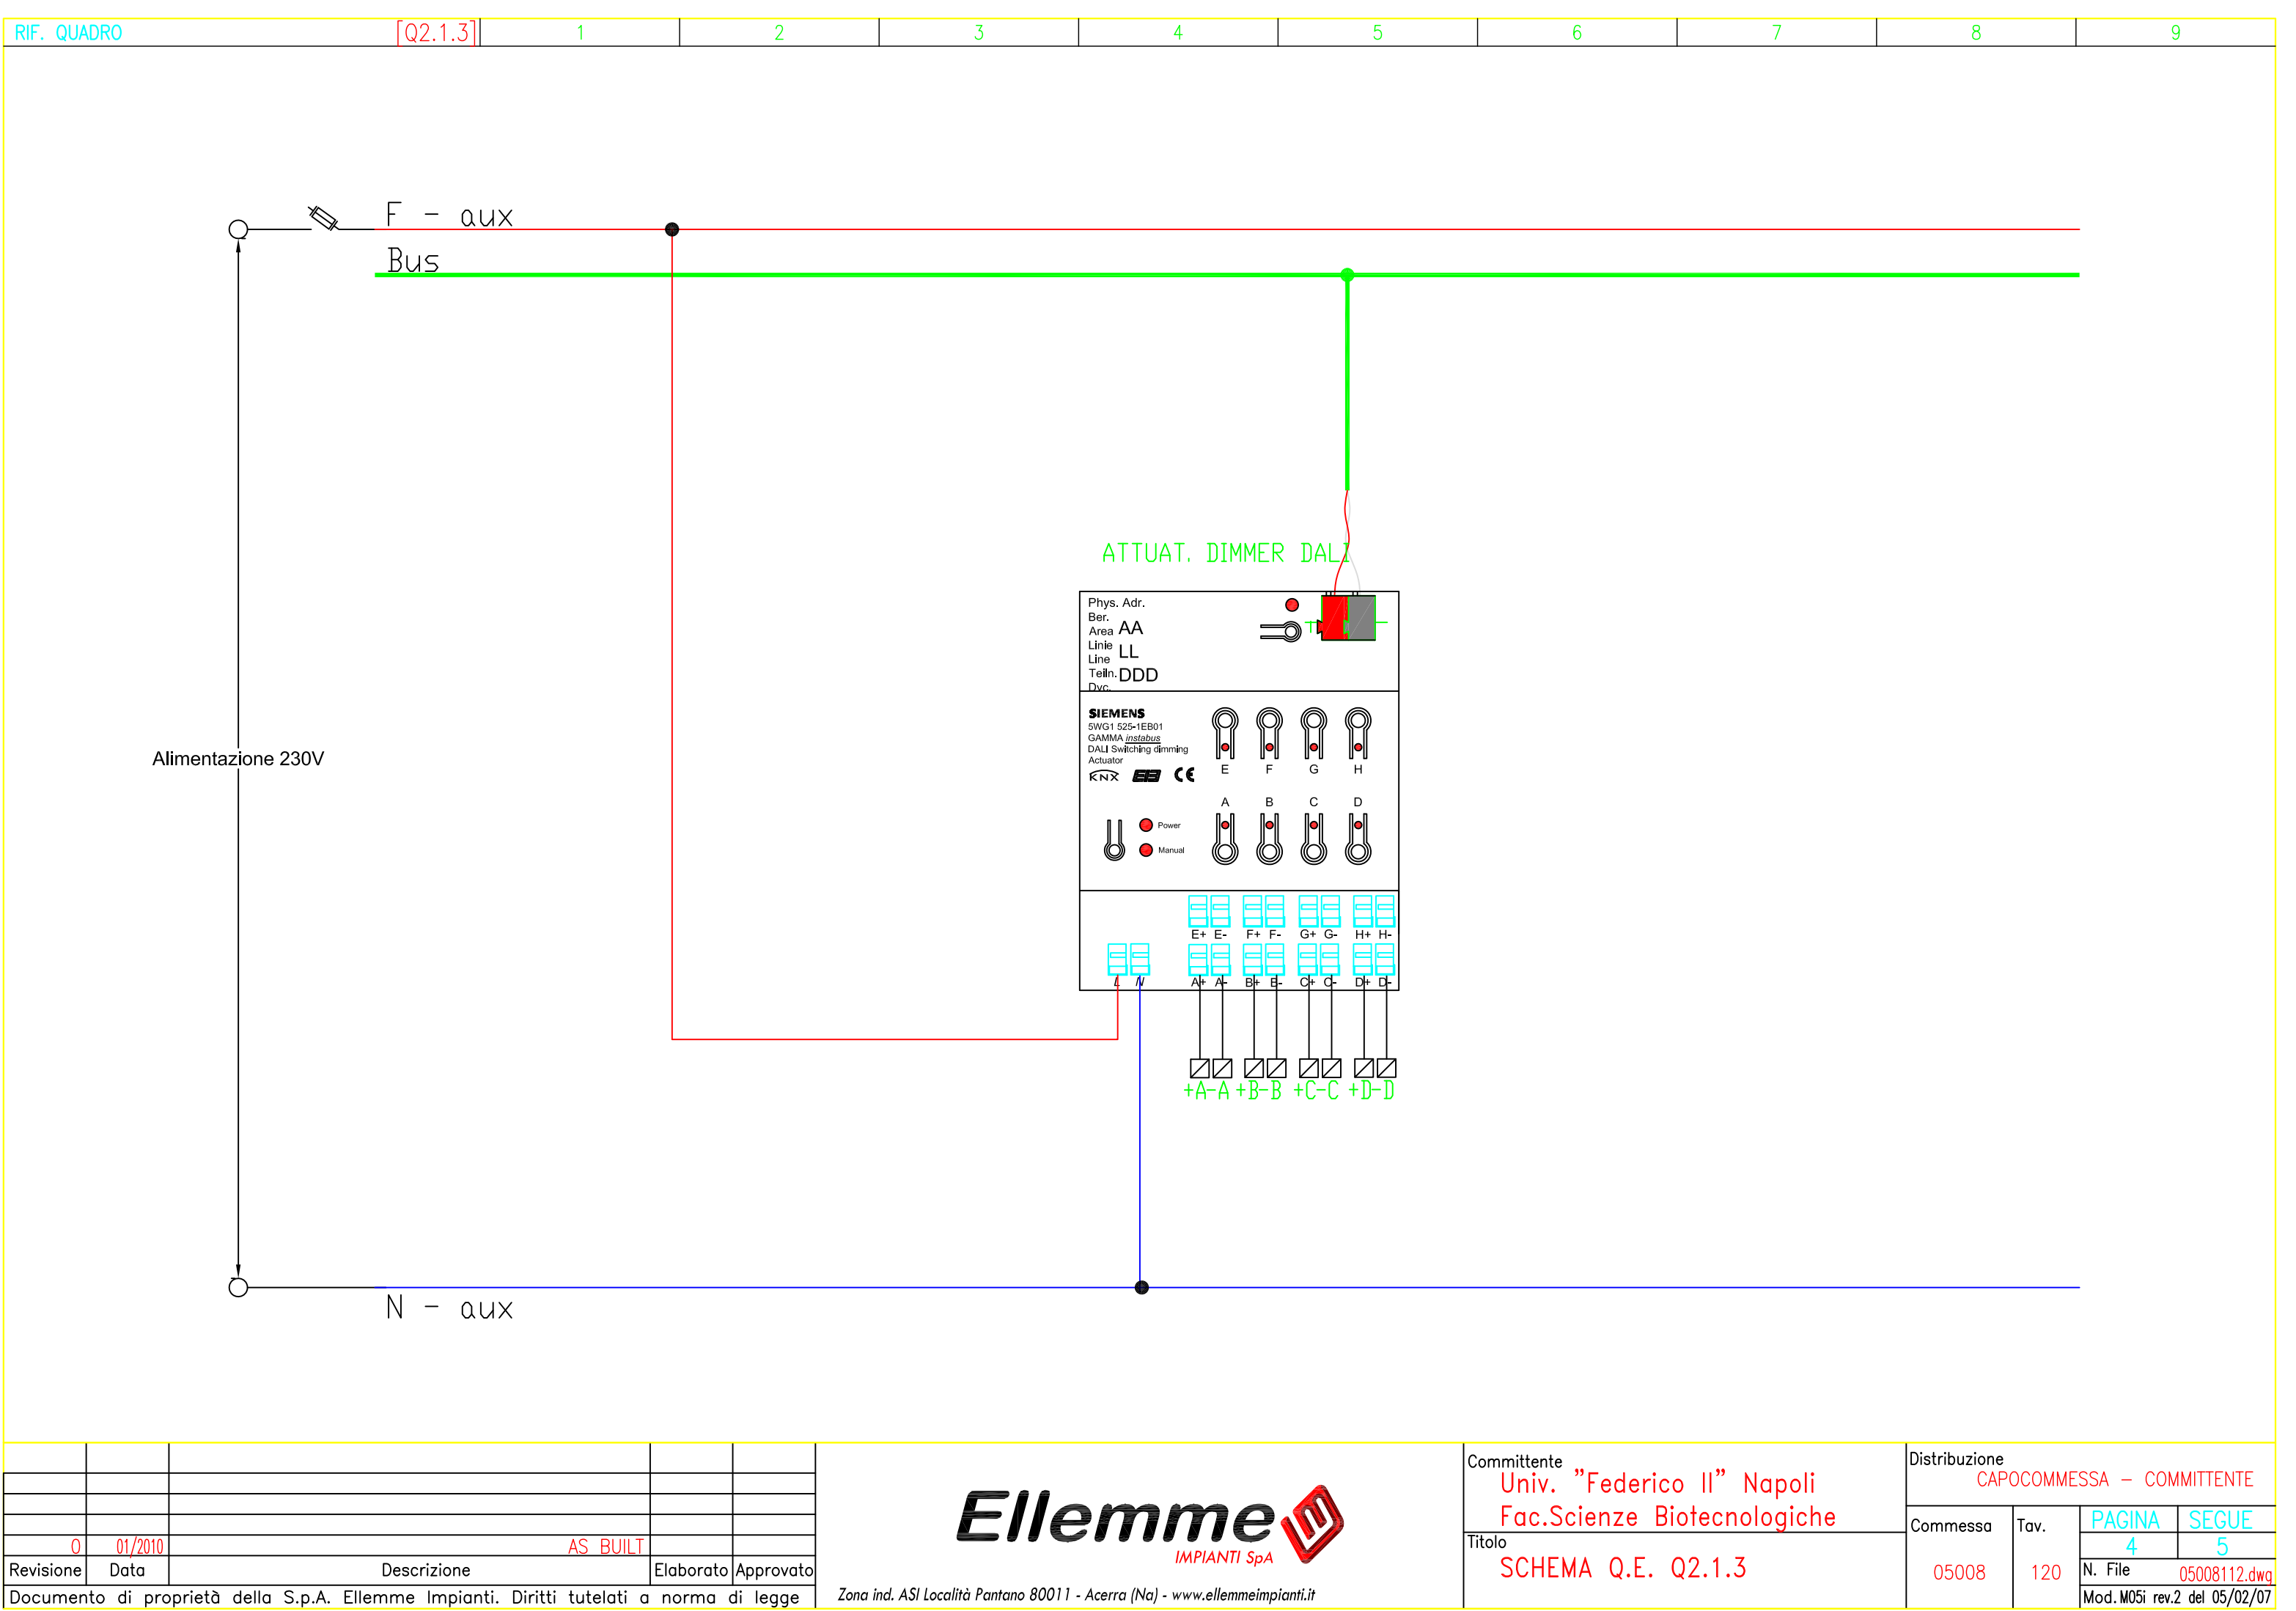 RIF. QUADRO [Q2.1.3] 1 2 3 4 5 6 7 8 9
F - aux
Bus
ATTUAT. DIMMER DALI
Phys. Adr.
Ber.
Area AA
Linie
Line LL
Teiln. DDD
Dvc.
SIEMENS
5WG1 525-1EB01
GAMMA instabus
DALI Switching dimming
Actuator
KNX EIB CE
E F G H
A B C D
Power
Manual
Alimentazione 230V
E+ E- F+ F- G+ G- H+ H-
L N A+ A- B+ B- C+ C- D+ D-
+A-A +B-B +C-C +D-D
N - aux
0 01/2010 AS BUILT
Revisione Data Descrizione Elaborato Approvato
Documento di proprietà della S.p.A. Ellemme Impianti. Diritti tutelati a norma di legge
Ellemme
IMPIANTI SpA
Zona ind. ASI Località Pantano 80011 - Acerra (Na) - www.ellemmeimpianti.it
Committente
Univ. "Federico II" Napoli
Fac.Scienze Biotecnologiche
Titolo
SCHEMA Q.E. Q2.1.3
Distribuzione
CAPOCOMMESSA - COMMITTENTE
Commessa
05008
Tav.
120
PAGINA SEGUE
4 5
N. File 05008112.dwg
Mod. M05i rev.2 del 05/02/07